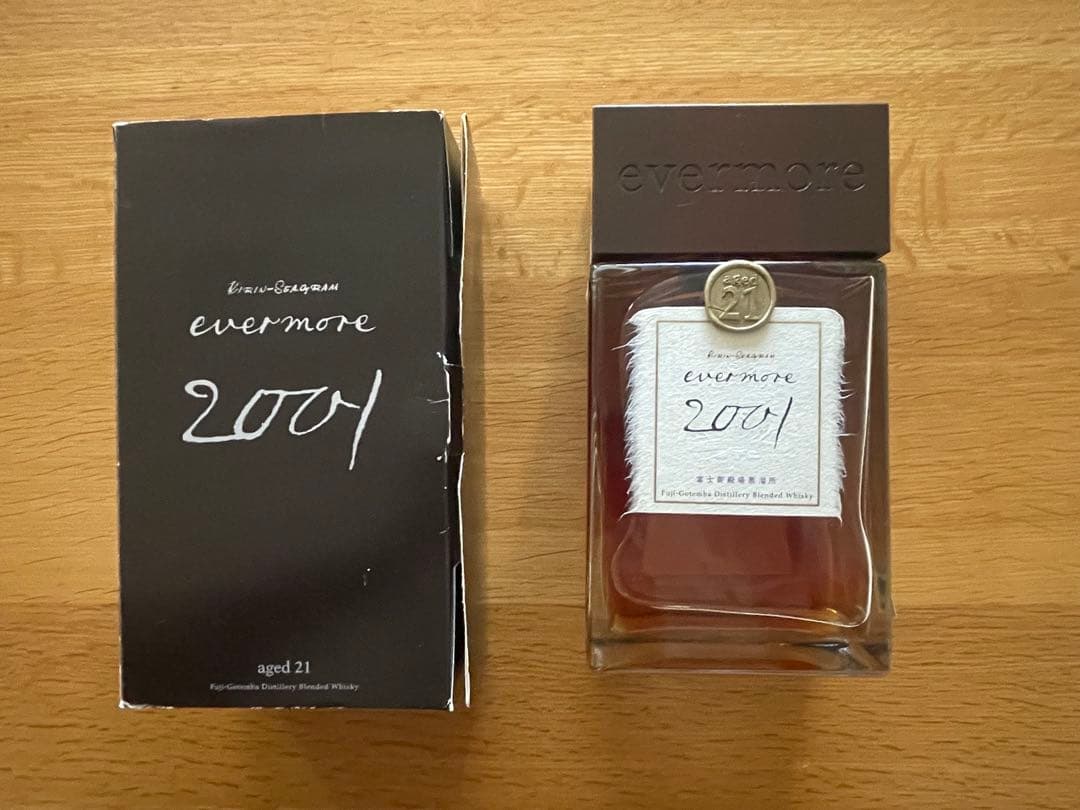 KIRIN-SEAGRAM
evermore
2001
aged 21
Fuji-Gotemba Distillery Blended Whisky
evermore
aged
21
KIRIN-SEAGRAM
evermore
2001
富士御殿場蒸溜所
Fuji-Gotemba Distillery Blended Whisky